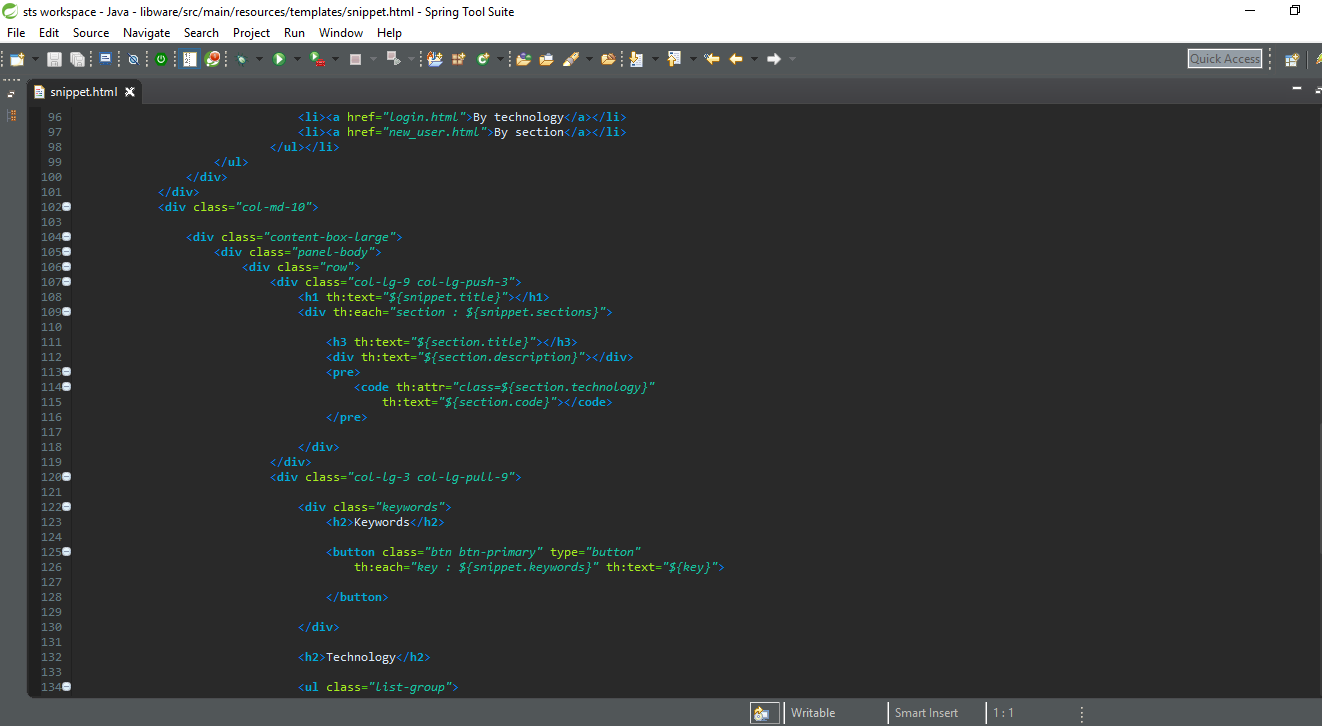 sts workspace - Java - libware/src/main/resources/templates/snippet.html - Spring Tool Suite
File Edit Source Navigate Search Project Run Window Help
Quick Access
snippet.html
96 <li><a href="login.html">By technology</a></li>
97 <li><a href="new_user.html">By section</a></li>
98 </ul></li>
99 </ul>
100 </div>
101 </div>
102 <div class="col-md-10">
103
104 <div class="content-box-large">
105 <div class="panel-body">
106 <div class="row">
107 <div class="col-lg-9 col-lg-push-3">
108 <h1 th:text="${snippet.title}"></h1>
109 <div th:each="section : ${snippet.sections}">
110
111 <h3 th:text="${section.title}"></h3>
112 <div th:text="${section.description}"></div>
113 <pre>
114 <code th:attr="class=${section.technology}"
115 th:text="${section.code}"></code>
116 </pre>
117
118 </div>
119 </div>
120 <div class="col-lg-3 col-lg-pull-9">
121
122 <div class="keywords">
123 <h2>Keywords</h2>
124
125 <button class="btn btn-primary" type="button"
126 th:each="key : ${snippet.keywords}" th:text="${key}">
127
128 </button>
129
130 </div>
131
132 <h2>Technology</h2>
133
134 <ul class="list-group">
Writable Smart Insert 1 : 1